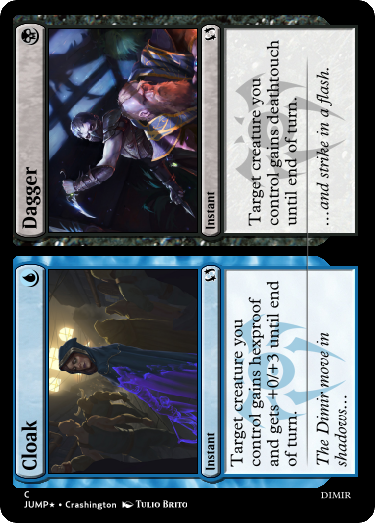 Cloak
Instant
Target creature you
control gains hexproof
and gets +0/+3 until end
of turn.
The Dimir move in
shadows...
Dagger
Instant
Target creature you
control gains deathtouch
until end of turn.
...and strike in a flash.
C
JUMP★ • Crashington TULIO BRITO
DIMIR